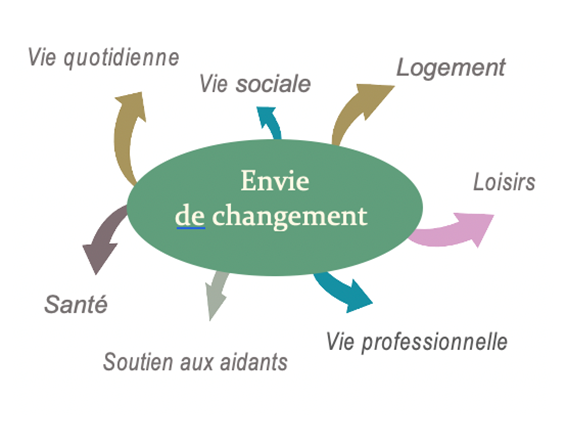 Vie quotidienne
Vie sociale
Logement
Envie
de changement
Loisirs
Santé
Soutien aux aidants
Vie professionnelle